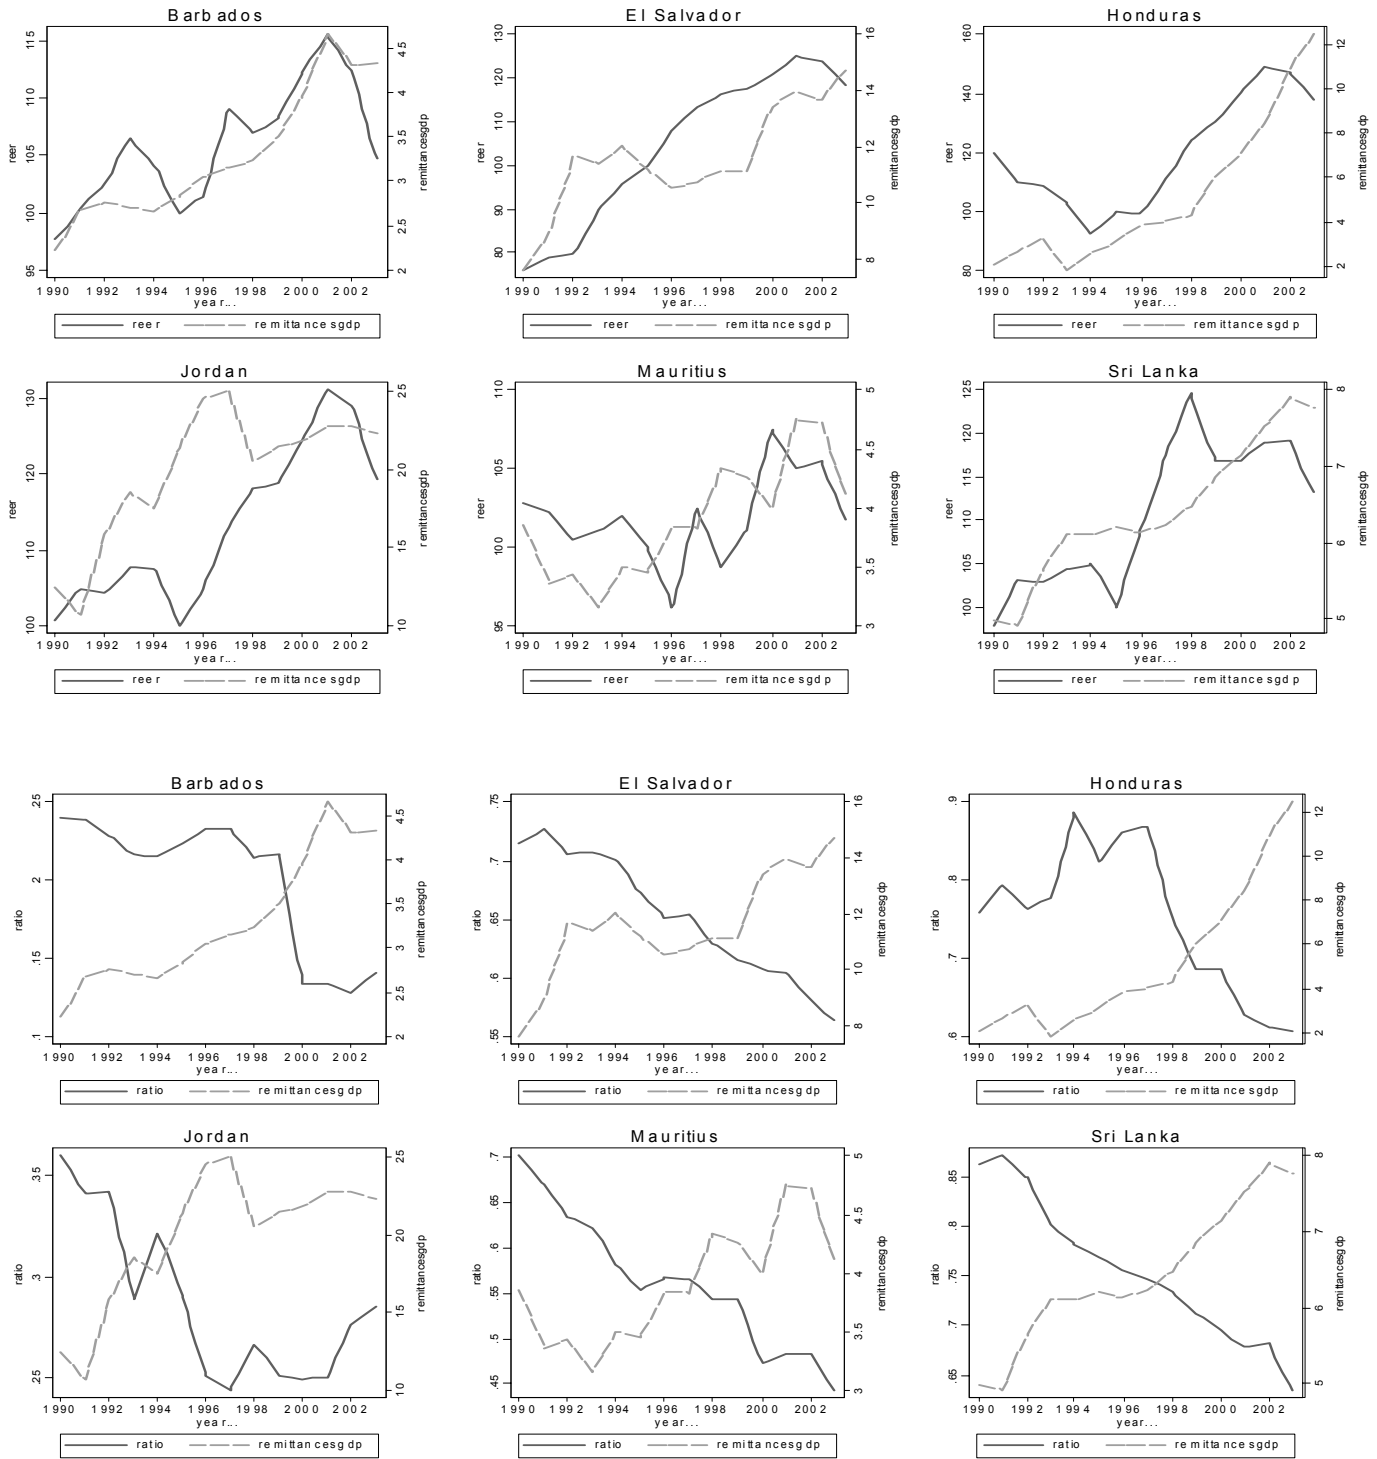 Barbados
115
110
105
100
95
reer
4.5
4
3.5
3
2.5
2
remittancesgdp
1990 1992 1994 1996 1998 2000 2002
year...
reer remittancesgdp
El Salvador
130
120
110
100
90
80
reer
16
14
12
10
8
remittancesgdp
1990 1992 1994 1996 1998 2000 2002
year...
reer remittancesgdp
Honduras
160
140
120
100
80
reer
12
10
8
6
4
2
remittancesgdp
1990 1992 1994 1996 1998 2000 2002
year...
reer remittancesgdp
Jordan
130
120
110
100
reer
25
20
15
10
remittancesgdp
1990 1992 1994 1996 1998 2000 2002
year...
reer remittancesgdp
Mauritius
110
105
100
95
reer
5
4.5
4
3.5
3
remittancesgdp
1990 1992 1994 1996 1998 2000 2002
year...
reer remittancesgdp
Sri Lanka
125
120
115
110
105
100
reer
8
7
6
5
remittancesgdp
1990 1992 1994 1996 1998 2000 2002
year...
reer remittancesgdp
Barbados
.25
.2
.15
.1
ratio
4.5
4
3.5
3
2.5
2
remittancesgdp
1990 1992 1994 1996 1998 2000 2002
year...
ratio remittancesgdp
El Salvador
.75
.7
.65
.6
.55
ratio
16
14
12
10
8
remittancesgdp
1990 1992 1994 1996 1998 2000 2002
year...
ratio remittancesgdp
Honduras
.9
.8
.7
.6
ratio
12
10
8
6
4
2
remittancesgdp
1990 1992 1994 1996 1998 2000 2002
year...
ratio remittancesgdp
Jordan
.35
.3
.25
ratio
25
20
15
10
remittancesgdp
1990 1992 1994 1996 1998 2000 2002
year...
ratio remittancesgdp
Mauritius
.7
.65
.6
.55
.5
.45
ratio
5
4.5
4
3.5
3
remittancesgdp
1990 1992 1994 1996 1998 2000 2002
year...
ratio remittancesgdp
Sri Lanka
.85
.8
.75
.7
.65
ratio
8
7
6
5
remittancesgdp
1990 1992 1994 1996 1998 2000 2002
year...
ratio remittancesgdp